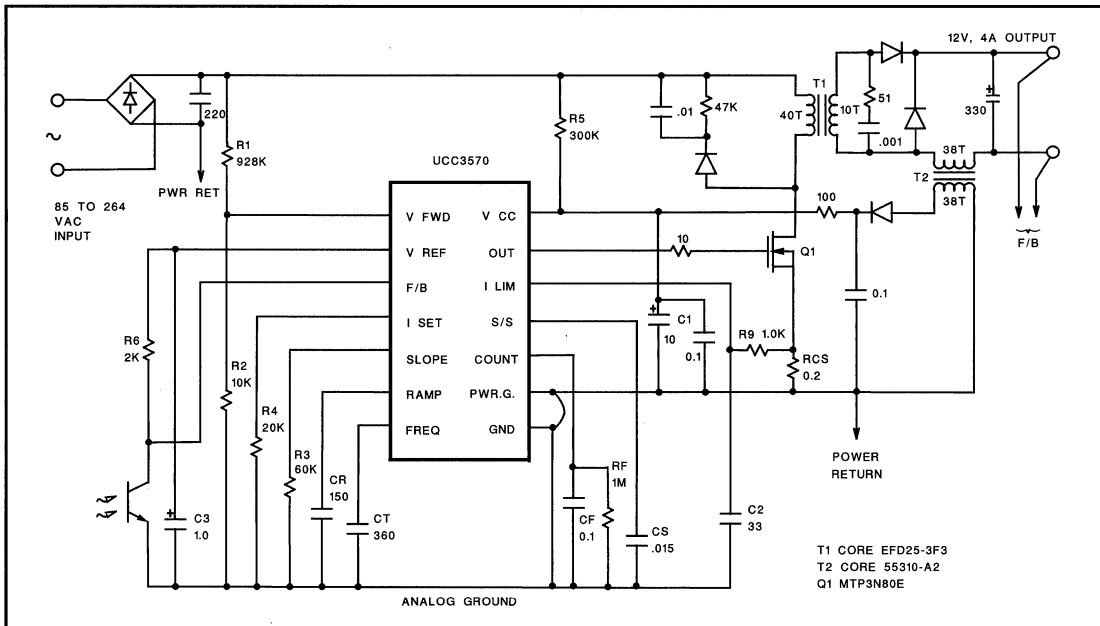 12V, 4A OUTPUT
T1
40T
10T
51
.001
330
.01
47K
220
R1
928K
R5
300K
UCC3570
PWR RET
~
85 TO 264
VAC
INPUT
38T
T2
38T
F/B
V FWD
V CC
100
V REF
OUT
10
Q1
F/B
I LIM
0.1
I SET
S/S
C1
10
0.1
R9 1.0K
R6
2K
SLOPE
COUNT
RCS
0.2
R2
10K
RAMP
PWR.G.
R4
20K
FREQ
GND
POWER
RETURN
R3
60K
RF
1M
CR
150
C3
1.0
CT
360
CF
0.1
CS
.015
C2
33
T1 CORE EFD25-3F3
T2 CORE 55310-A2
Q1 MTP3N80E
ANALOG GROUND